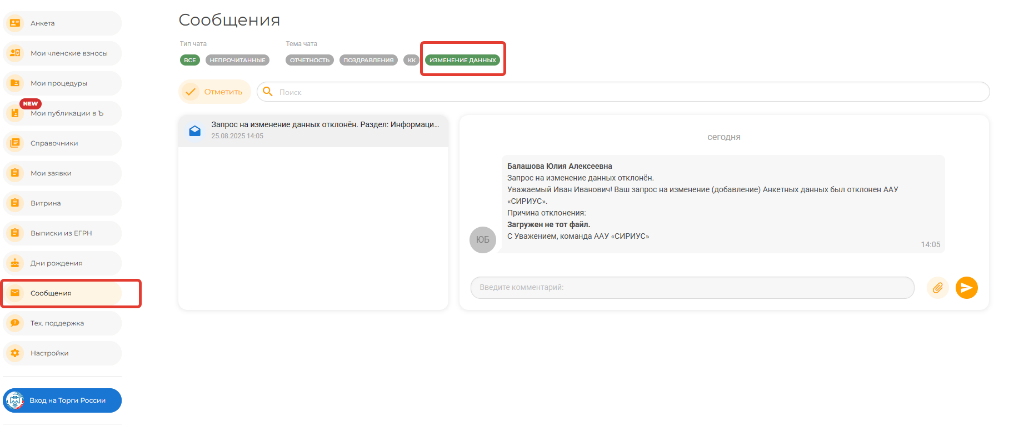 Анкета
Мои членские взносы
Мои процедуры
NEW
Мои публикации в Ъ
Справочники
Мои заявки
Витрина
Выписки из ЕГРН
Дни рождения
Сообщения
Тех. поддержка
Настройки
Вход на Торги России
Сообщения
Тип чата
Тема чата
ВСЕ НЕПРОЧИТАННЫЕ ОТЧЕТНОСТЬ ПОЗДРАВЛЕНИЯ КК ИЗМЕНЕНИЕ ДАННЫХ
Отметить
Поиск
Запрос на изменение данных отклонён. Раздел: Информаци...
25.08.2025 14:05
сегодня
Балашова Юлия Алексеевна
Запрос на изменение данных отклонён.
Уважаемый Иван Иванович! Ваш запрос на изменение (добавление) Анкетных данных был отклонен ААУ
«СИРИУС».
Причина отклонения:
Загружен не тот файл.
С Уважением, команда ААУ «СИРИУС»
ЮБ
14:05
Введите комментарий: